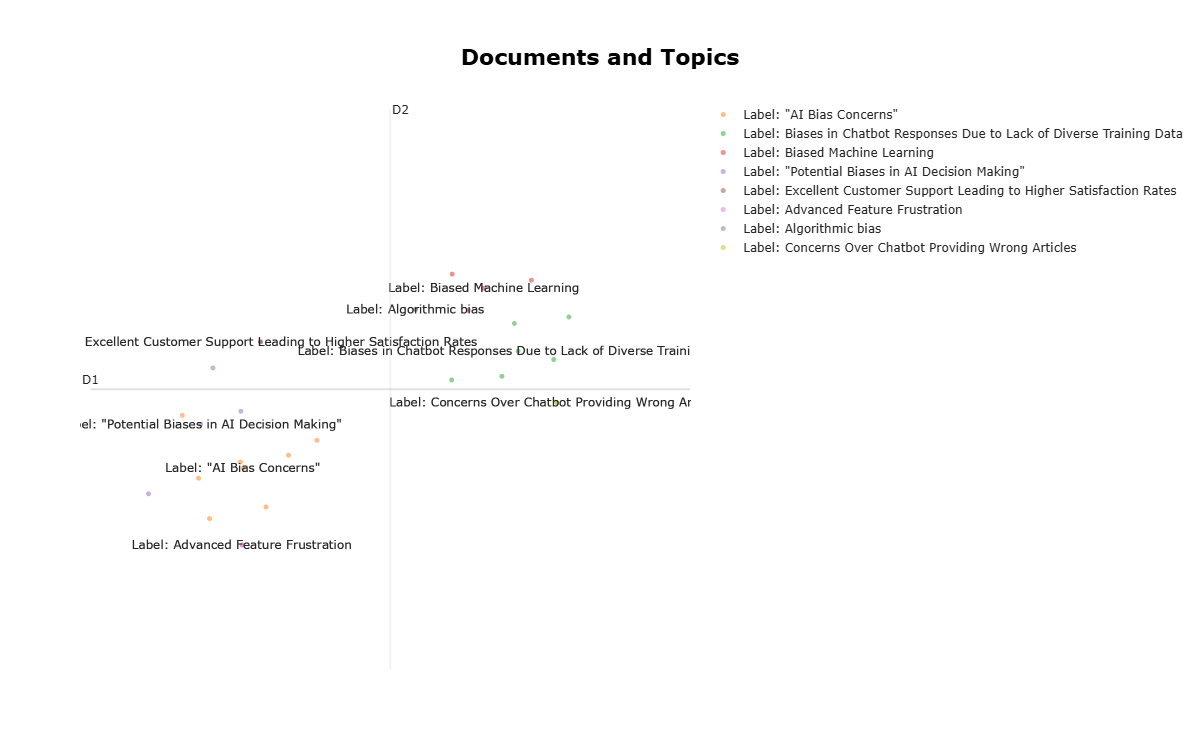 Documents and Topics
D2
Label: "AI Bias Concerns"
Label: Biases in Chatbot Responses Due to Lack of Diverse Training Data
Label: Biased Machine Learning
Label: "Potential Biases in AI Decision Making"
Label: Excellent Customer Support Leading to Higher Satisfaction Rates
Label: Advanced Feature Frustration
Label: Algorithmic bias
Label: Concerns Over Chatbot Providing Wrong Articles
Label: Biased Machine Learning
Label: Algorithmic bias
Excellent Customer Support Leading to Higher Satisfaction Rates
Label: Biases in Chatbot Responses Due to Lack of Diverse Traini
D1
Label: Concerns Over Chatbot Providing Wrong Ar
el: "Potential Biases in AI Decision Making"
Label: "AI Bias Concerns"
Label: Advanced Feature Frustration